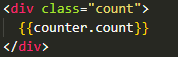 <div class="count">
  {{counter.count}}
</div>